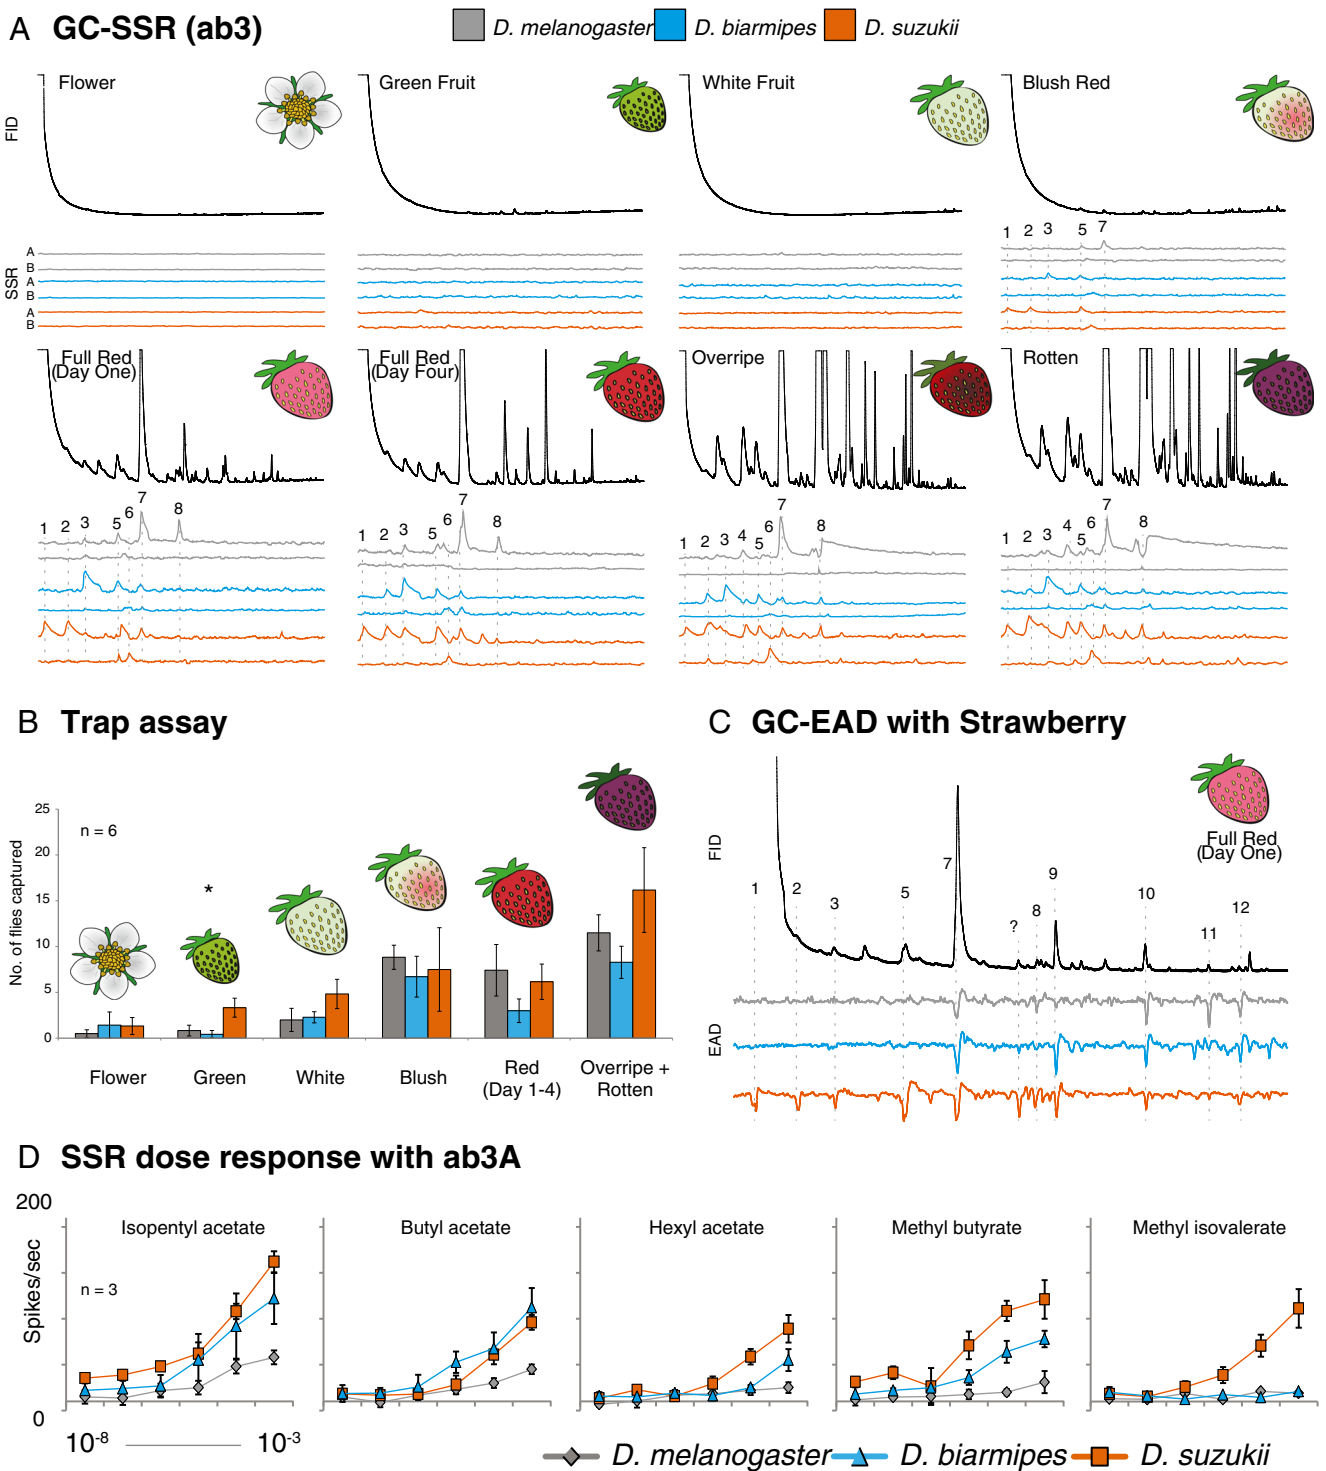 A GC-SSR (ab3)
D. melanogaster D. biarmipes D. suzukii
Flower
Green Fruit
White Fruit
Blush Red
FID
SSR
A
B
A
B
A
B
1 2 3 5 7
Full Red
(Day One)
Full Red
(Day Four)
Overripe
Rotten
1 2 3 5 6 7 8
1 2 3 5 6 7 8
1 2 3 4 5 6 7 8
1 2 3 4 5 6 7 8
B Trap assay
No. of flies captured
25
20
15
10
5
0
n = 6
*
Flower
Green
White
Blush
Red
(Day 1-4)
Overripe +
Rotten
C GC-EAD with Strawberry
Full Red
(Day One)
FID
EAD
1 2 3 5 7 ? 8 9 10 11 12
D SSR dose response with ab3A
200
Spikes/sec
0
n = 3
Isopentyl acetate
Butyl acetate
Hexyl acetate
Methyl butyrate
Methyl isovalerate
10-8 10-3
D. melanogaster D. biarmipes D. suzukii